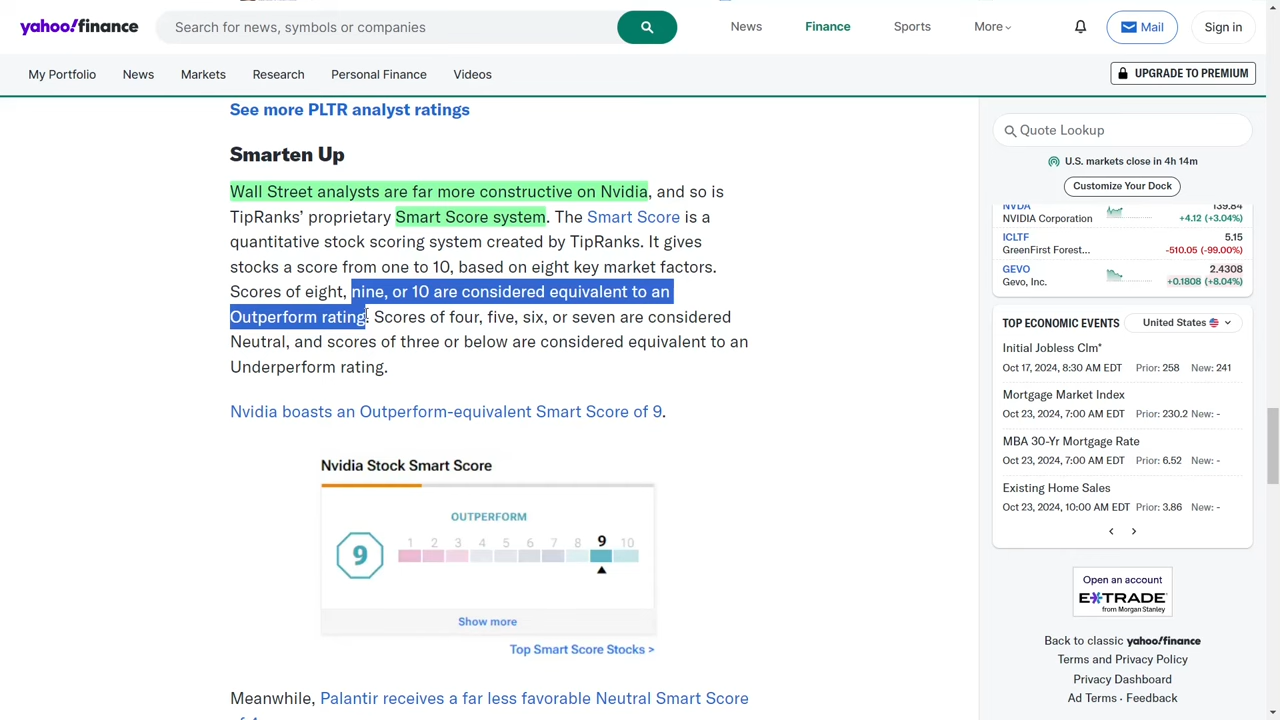 yahoo!finance
Search for news, symbols or companies
News
Finance
Sports
More
Mail
Sign in
My Portfolio
News
Markets
Research
Personal Finance
Videos
UPGRADE TO PREMIUM
See more PLTR analyst ratings
Smarten Up
Wall Street analysts are far more constructive on Nvidia, and so is
TipRanks’ proprietary Smart Score system. The Smart Score is a
quantitative stock scoring system created by TipRanks. It gives
stocks a score from one to 10, based on eight key market factors.
Scores of eight, nine, or 10 are considered equivalent to an
Outperform rating. Scores of four, five, six, or seven are considered
Neutral, and scores of three or below are considered equivalent to an
Underperform rating.
Nvidia boasts an Outperform-equivalent Smart Score of 9.
Nvidia Stock Smart Score
OUTPERFORM
9
1 2 3 4 5 6 7 8 9 10
Show more
Top Smart Score Stocks >
Meanwhile, Palantir receives a far less favorable Neutral Smart Score
Quote Lookup
U.S. markets close in 4h 14m
Customize Your Dock
NVDA 139.84
NVIDIA Corporation +4.12 (+3.04%)
ICLTF 5.15
GreenFirst Forest... -510.05 (-99.00%)
GEVO 2.4308
Gevo, Inc. +0.1808 (+8.04%)
TOP ECONOMIC EVENTS
United States
Initial Jobless Clm*
Oct 17, 2024, 8:30 AM EDT Prior: 258 New: 241
Mortgage Market Index
Oct 23, 2024, 7:00 AM EDT Prior: 230.2 New: -
MBA 30-Yr Mortgage Rate
Oct 23, 2024, 7:00 AM EDT Prior: 6.52 New: -
Existing Home Sales
Oct 23, 2024, 10:00 AM EDT Prior: 3.86 New: -
Open an account
E*TRADE
from Morgan Stanley
Back to classic yahoo!finance
Terms and Privacy Policy
Privacy Dashboard
Ad Terms · Feedback